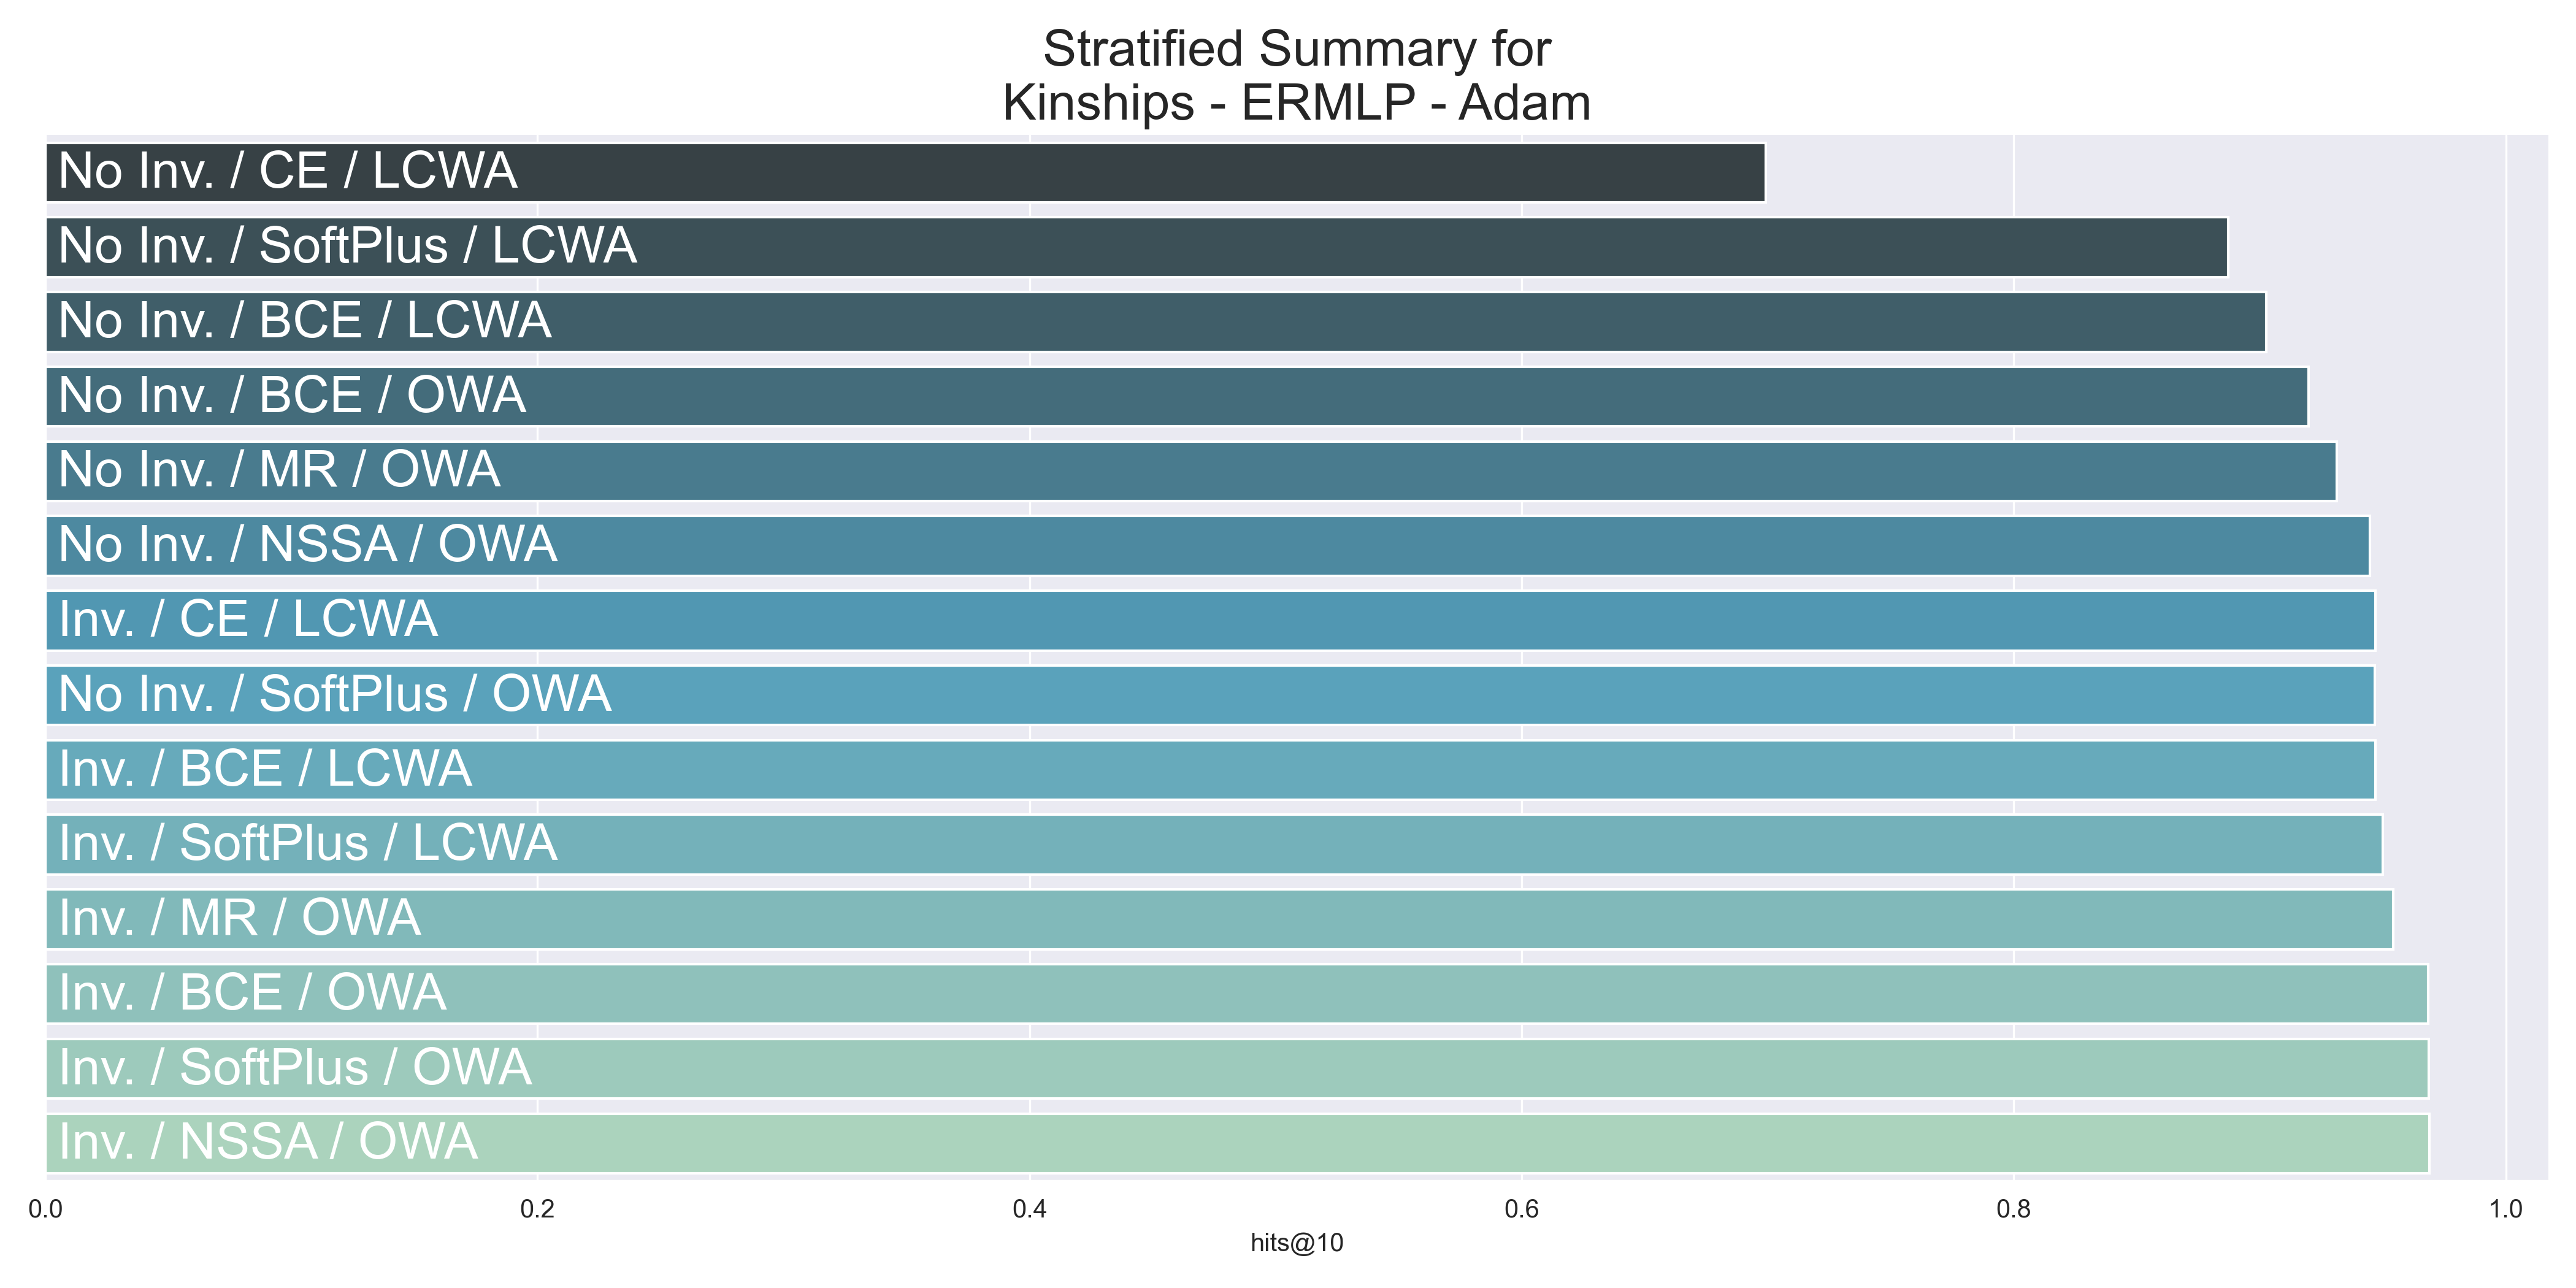 Stratified Summary for
Kinships - ERMLP - Adam
No Inv. / CE / LCWA
No Inv. / SoftPlus / LCWA
No Inv. / BCE / LCWA
No Inv. / BCE / OWA
No Inv. / MR / OWA
No Inv. / NSSA / OWA
Inv. / CE / LCWA
No Inv. / SoftPlus / OWA
Inv. / BCE / LCWA
Inv. / SoftPlus / LCWA
Inv. / MR / OWA
Inv. / BCE / OWA
Inv. / SoftPlus / OWA
Inv. / NSSA / OWA
0.0 0.2 0.4 0.6 0.8 1.0
hits@10